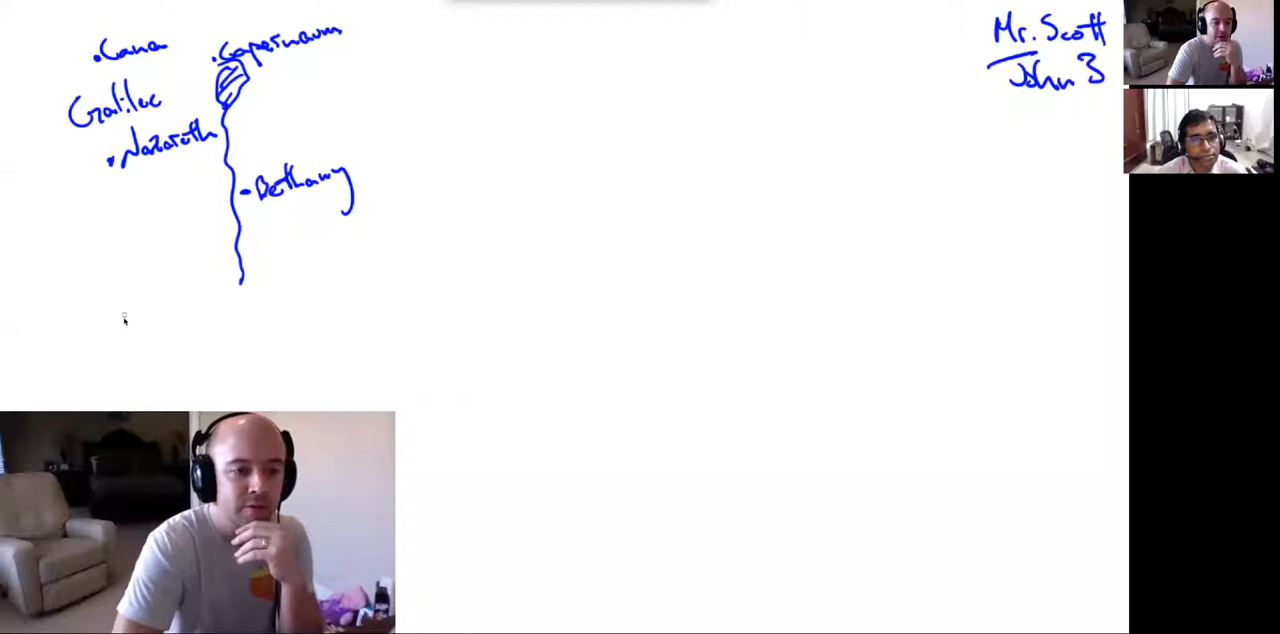 .Cana
.Capernaum
Galilee
.Nazareth
.Bethany
Mr. Scott
John 3